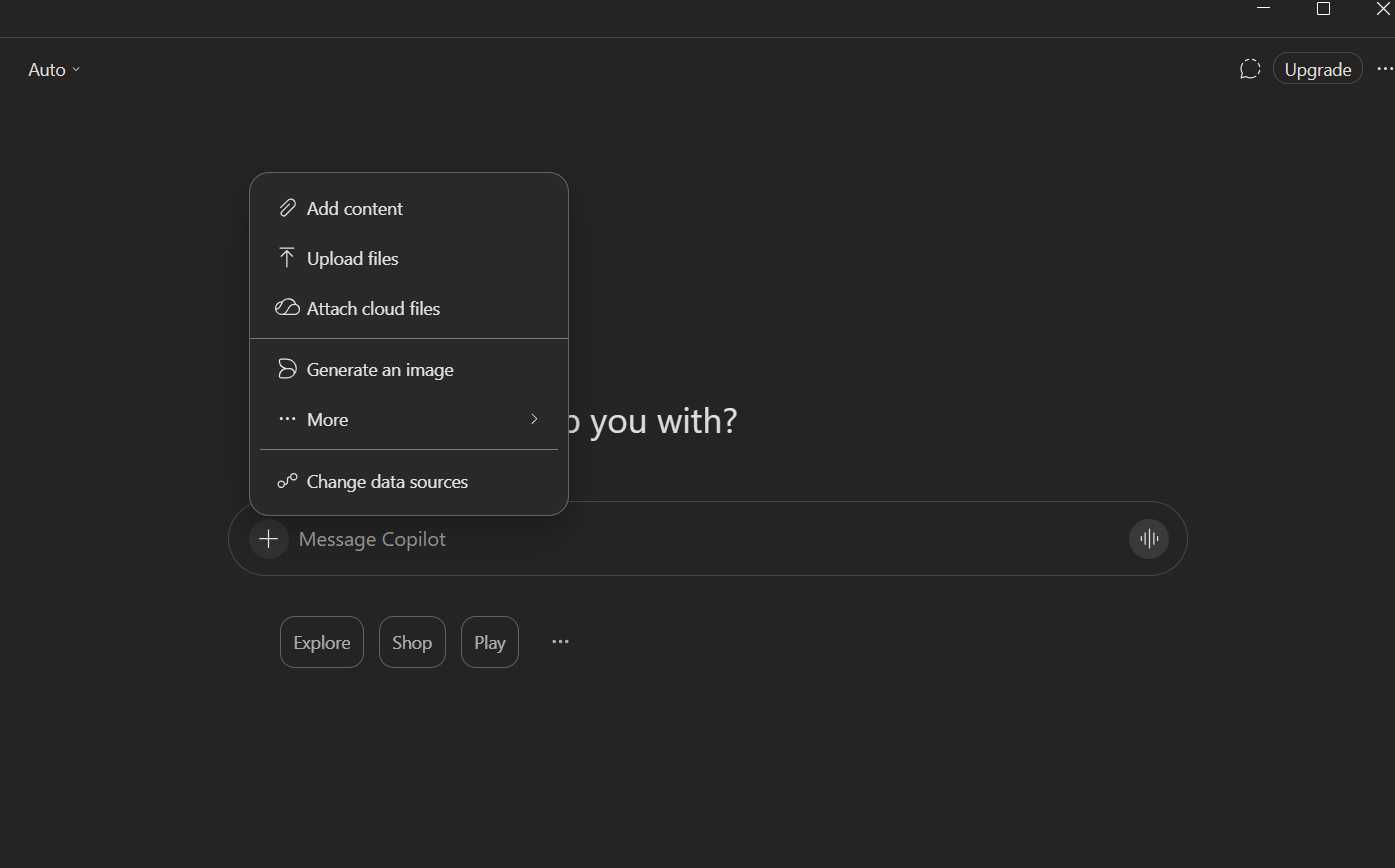 Auto
Upgrade
Add content
Upload files
Attach cloud files
Generate an image
More
you with?
Change data sources
Message Copilot
Explore
Shop
Play